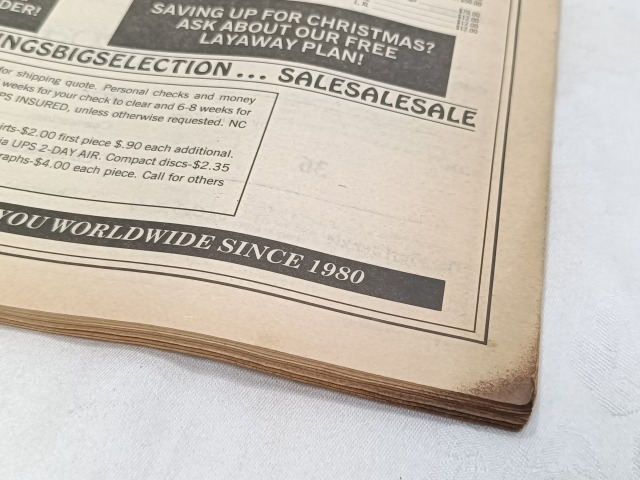 DER!
SAVING UP FOR CHRISTMAS?
ASK ABOUT OUR FREE
LAYAWAY PLAN!
NGSBIGSELECTION ... SALESALESALE
for shipping quote. Personal checks and money
weeks for your check to clear and 6-8 weeks for
PS INSURED, unless otherwise requested. NC
irts-$2.00 first piece $.90 each additional.
ia UPS 2-DAY AIR. Compact discs-$2.35
raphs-$4.00 each piece. Call for others
YOU WORLDWIDE SINCE 1980